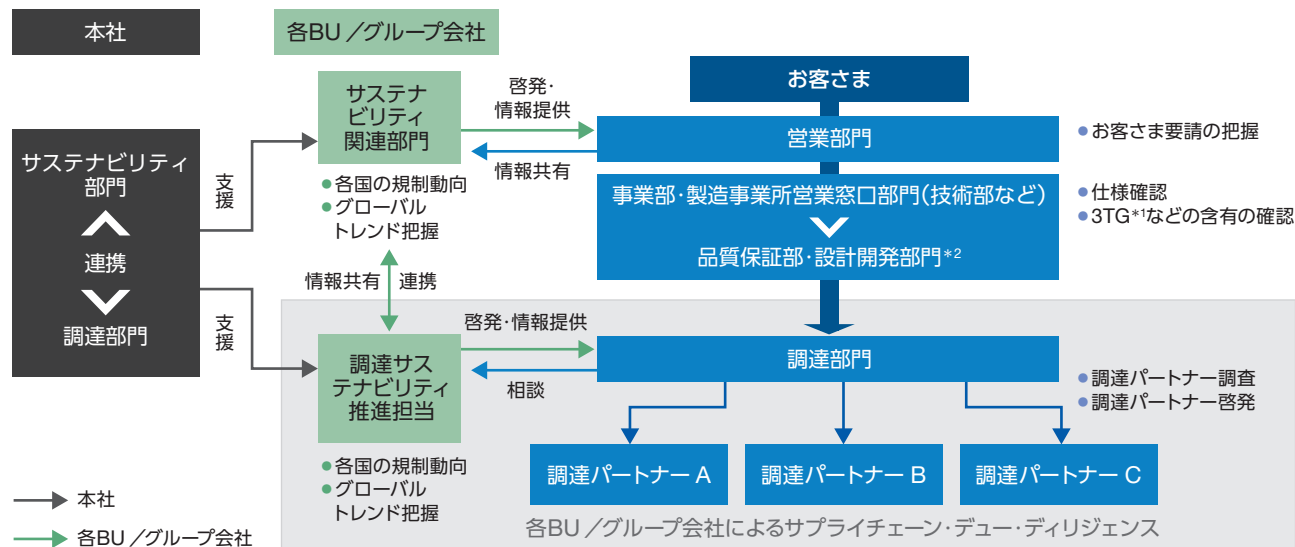 本社
各BU／グループ会社
お客さま
サステナビリティ
部門
連携
調達部門
支援
支援
サステナ
ビリティ
関連部門
●各国の規制動向
●グローバル
トレンド把握
啓発・
情報提供
情報共有
営業部門
●お客さま要請の把握
事業部・製造事業所営業窓口部門(技術部など)
品質保証部・設計開発部門*2
●仕様確認
●3TG*1などの含有の確認
情報共有
連携
調達サス
テナビリティ
推進担当
●各国の規制動向
●グローバル
トレンド把握
啓発・情報提供
相談
調達部門
●調達パートナー調査
●調達パートナー啓発
調達パートナー A
調達パートナー B
調達パートナー C
各BU／グループ会社によるサプライチェーン・デュー・ディリジェンス
本社
各BU／グループ会社